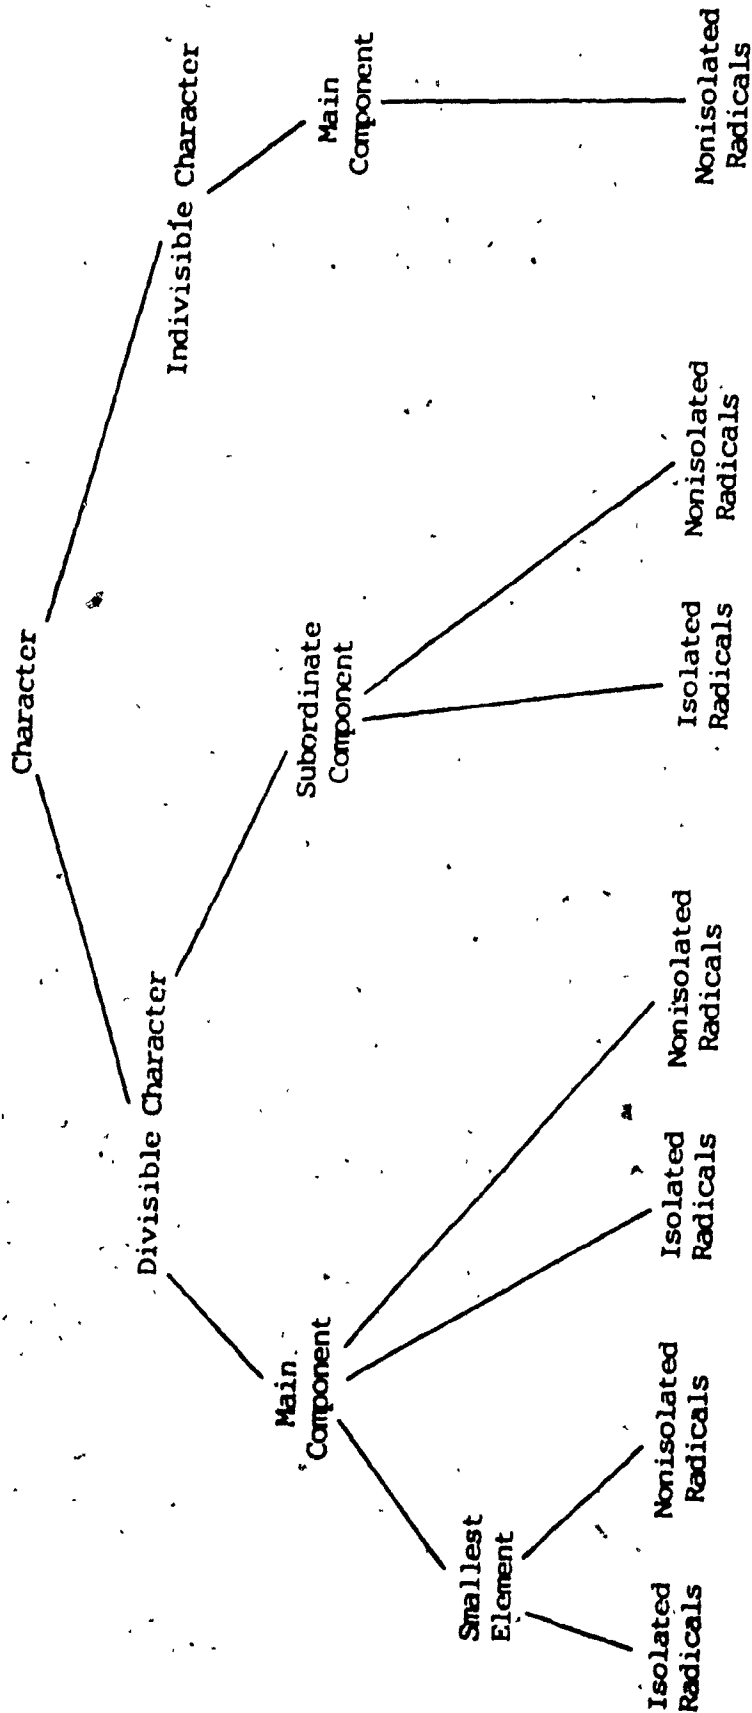 Character
Divisible Character
Indivisible Character
Main
Component
Subordinate
Component
Main
Component
Smallest
Element
Isolated
Radicals
Nonisolated
Radicals
Isolated
Radicals
Nonisolated
Radicals
Isolated
Radicals
Nonisolated
Radicals
Nonisolated
Radicals